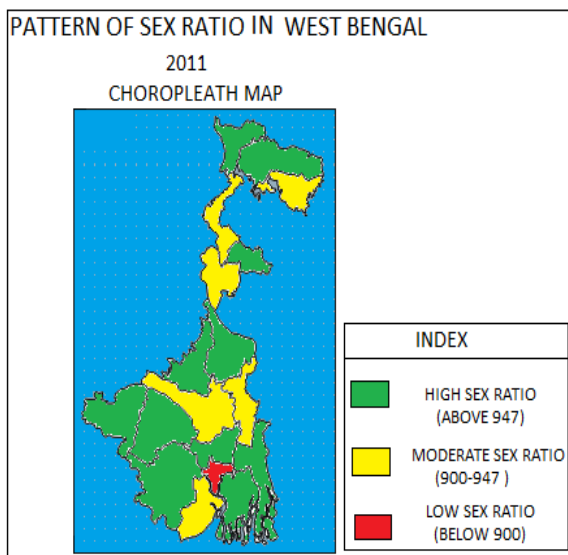 PATTERN OF SEX RATIO IN WEST BENGAL
2011
CHOROPLEATH MAP
INDEX
HIGH SEX RATIO
(ABOVE 947)
MODERATE SEX RATIO
(900-947 )
LOW SEX RATIO
(BELOW 900)